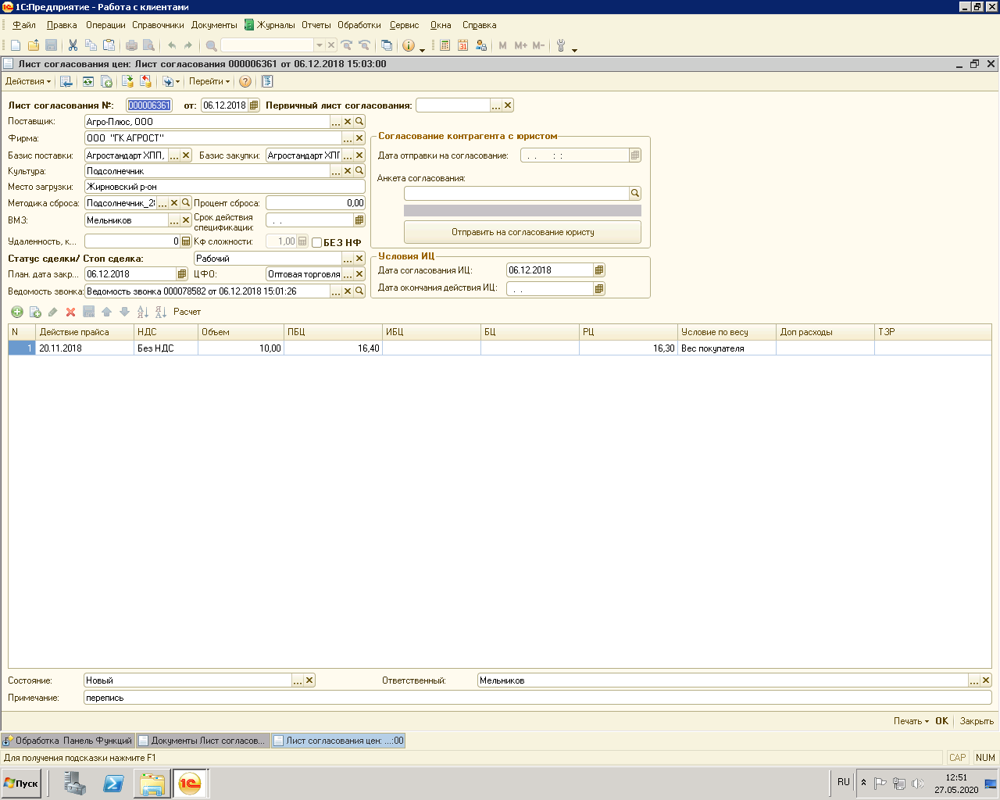 1С:Предприятие - Работа с клиентами
Файл Правка Операции Справочники Документы Журналы Отчеты Обработки Сервис Окна Справка
M M+ M-
Лист согласования цен: Лист согласования 000006361 от 06.12.2018 15:03:00
Действия Перейти
Лист согласования №: 000006361 от: 06.12.2018 Первичный лист согласования:
Поставщик: Агро-Плюс, ООО
Фирма: ООО "ГК АГРОСТ"
Согласование контрагента с юристом
Базис поставки: Агростандарт ХПП, Базис закупки: Агростандарт ХПП
Дата отправки на согласование: . . : :
Культура: Подсолнечник
Анкета согласования:
Место загрузки: Жирновский р-он
Методика сброса: Подсолнечник_2 Процент сброса: 0,00
ВМЗ: Мельников Срок действия спецификации: . .
Отправить на согласование юристу
Удаленность, к... 0 Кф сложности: 1,00 БЕЗ НФ
Статус сделки/ Стоп сделка: Рабочий
Условия ИЦ
План. дата закр... 06.12.2018 ЦФО: Оптовая торговля
Дата согласования ИЦ: 06.12.2018
Ведомость звонка: Ведомость звонка 000078582 от 06.12.2018 15:01:26
Дата окончания действия ИЦ: . .
Расчет
N Действие прайса НДС Объем ПБЦ ИБЦ БЦ РЦ Условие по весу Доп расходы ТЗР
1 20.11.2018 Без НДС 10,00 16,40 16,30 Вес покупателя
Состояние: Новый Ответственный: Мельников
Примечание: перепись
Печать OK Закрыть
Обработка Панель Функций Документы Лист согласов... Лист согласования цен: ...:00
Для получения подсказки нажмите F1 CAP NUM
Пуск RU 12:51
27.05.2020